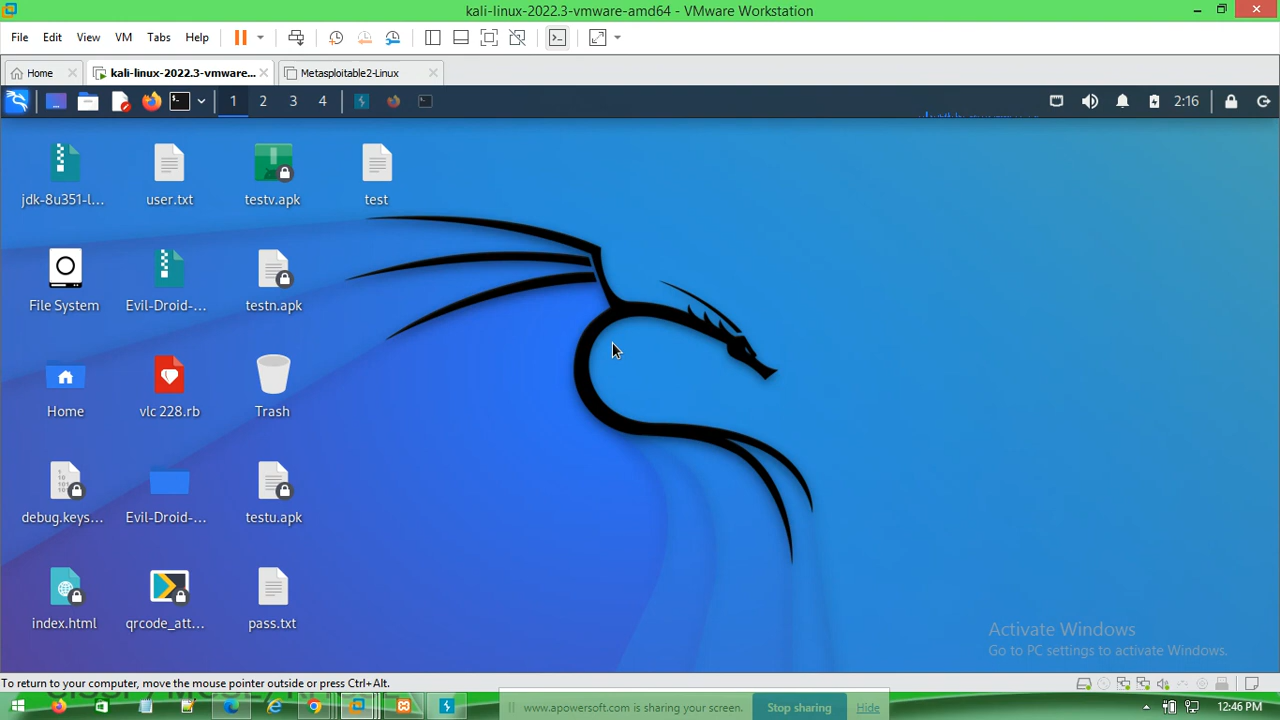 kali-linux-2022.3-vmware-amd64 - VMware Workstation
File Edit View VM Tabs Help
Home kali-linux-2022.3-vmware... Metasploitable2-Linux
1 2 3 4 2:16
jdk-8u351-l... user.txt testv.apk test
File System Evil-Droid-... testn.apk
Home vlc 228.rb Trash
debug.keys... Evil-Droid-... testu.apk
index.html qrcode_att... pass.txt
Activate Windows
Go to PC settings to activate Windows.
To return to your computer, move the mouse pointer outside or press Ctrl+Alt.
www.apowersoft.com is sharing your screen. Stop sharing Hide
12:46 PM